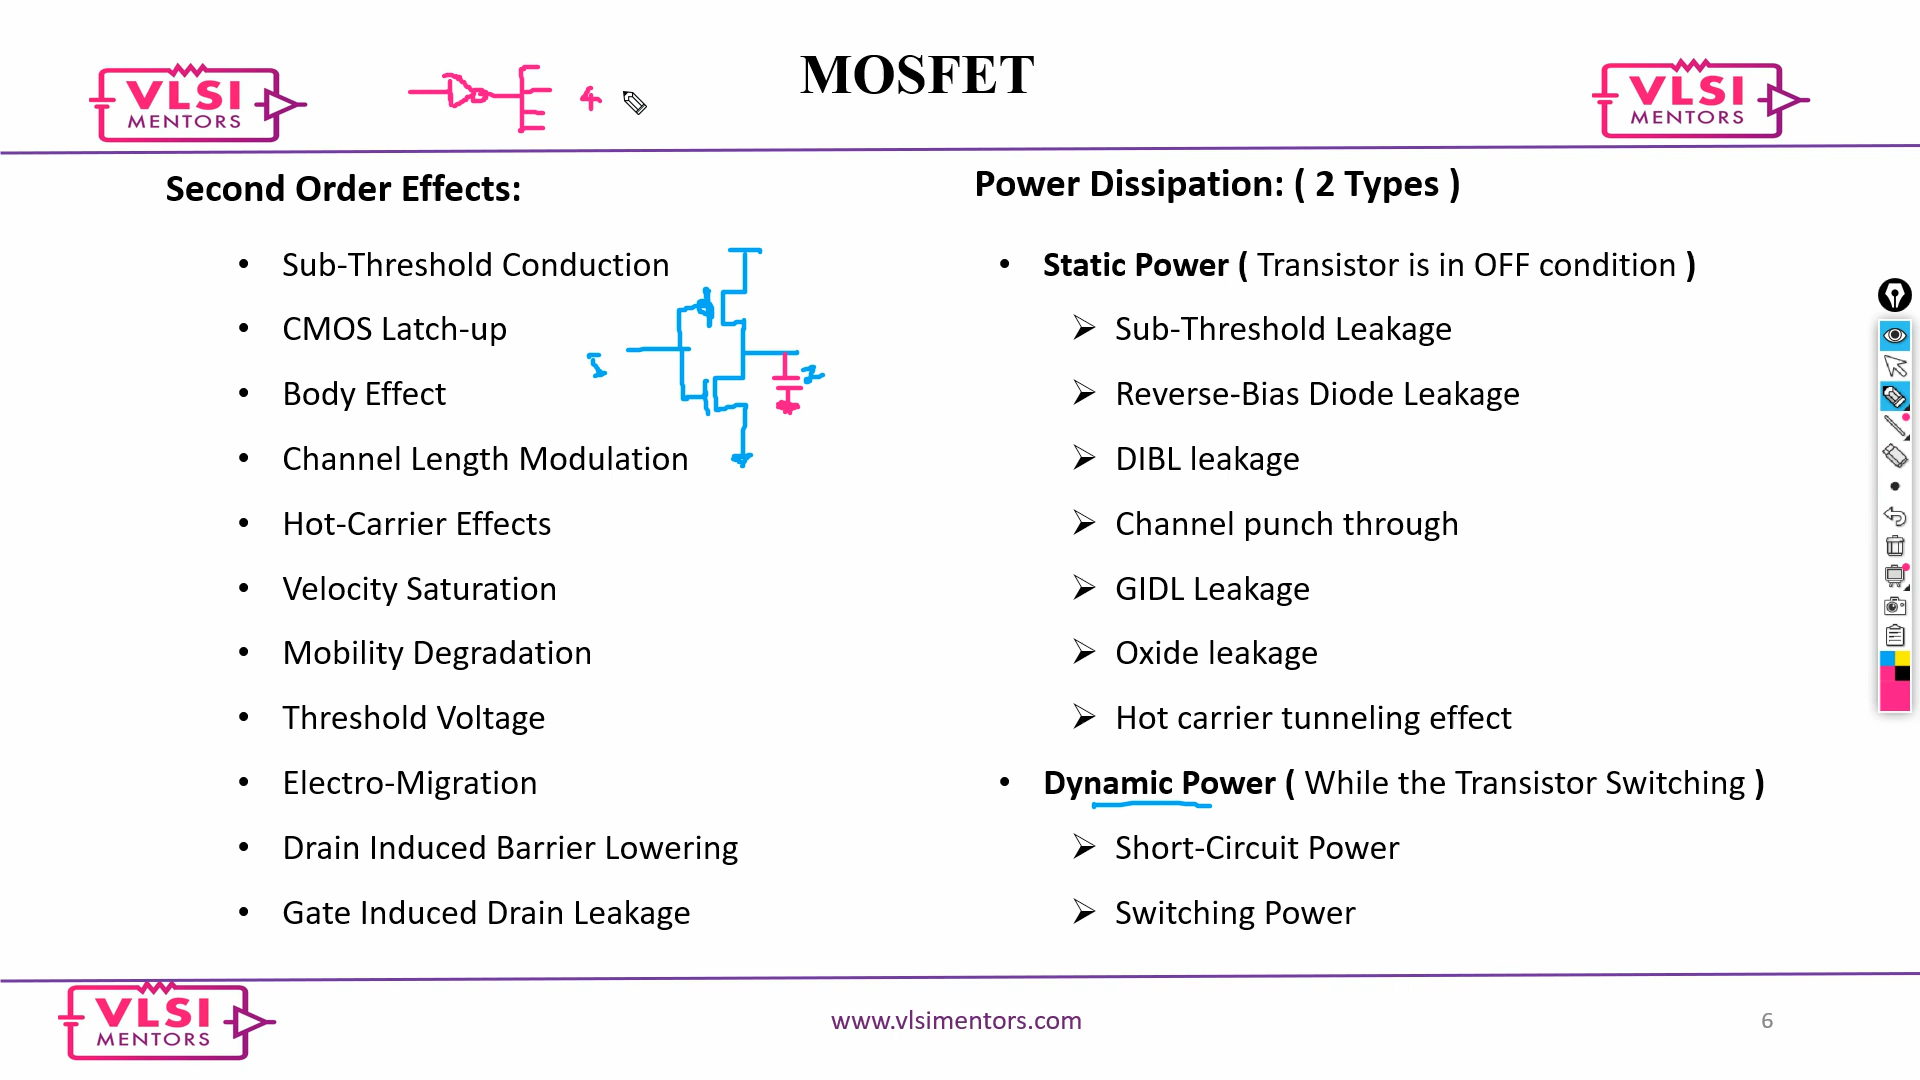 VLSI
MENTORS
4
MOSFET
VLSI
MENTORS
Second Order Effects:
• Sub-Threshold Conduction
• CMOS Latch-up
• Body Effect
• Channel Length Modulation
• Hot-Carrier Effects
• Velocity Saturation
• Mobility Degradation
• Threshold Voltage
• Electro-Migration
• Drain Induced Barrier Lowering
• Gate Induced Drain Leakage
Power Dissipation: ( 2 Types )
• Static Power ( Transistor is in OFF condition )
➢ Sub-Threshold Leakage
➢ Reverse-Bias Diode Leakage
➢ DIBL leakage
➢ Channel punch through
➢ GIDL Leakage
➢ Oxide leakage
➢ Hot carrier tunneling effect
• Dynamic Power ( While the Transistor Switching )
➢ Short-Circuit Power
➢ Switching Power
VLSI
MENTORS
www.vlsimentors.com
6